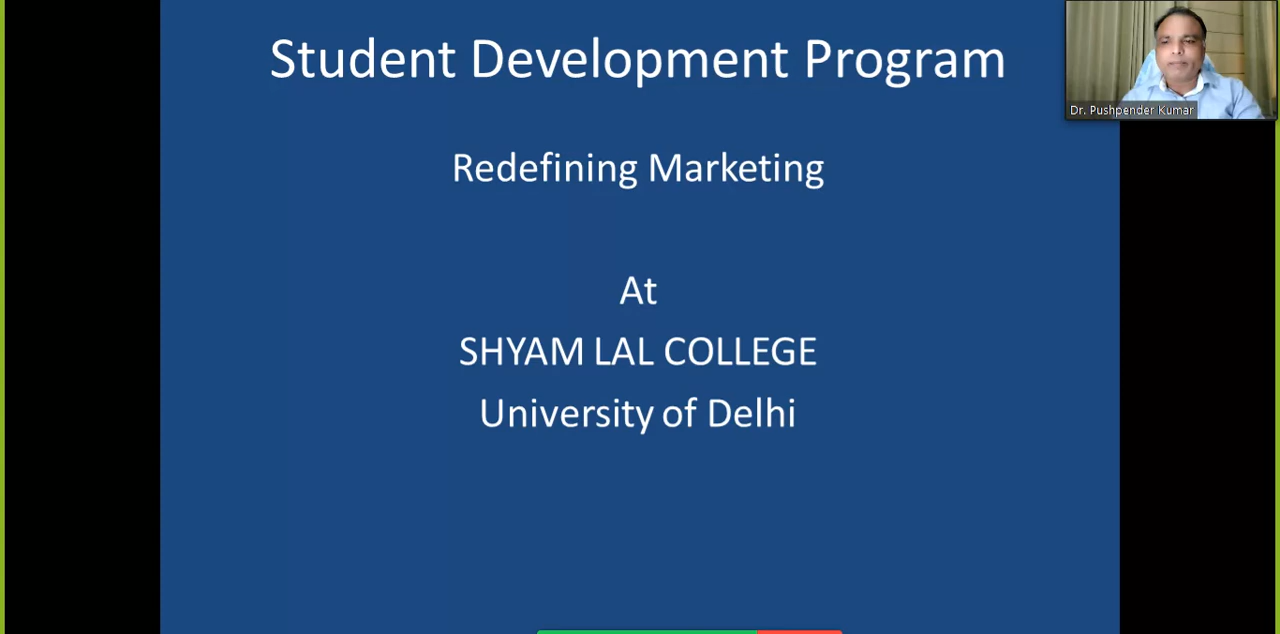 Student Development Program
Redefining Marketing
At
SHYAM LAL COLLEGE
University of Delhi
Dr. Pushpender Kumar